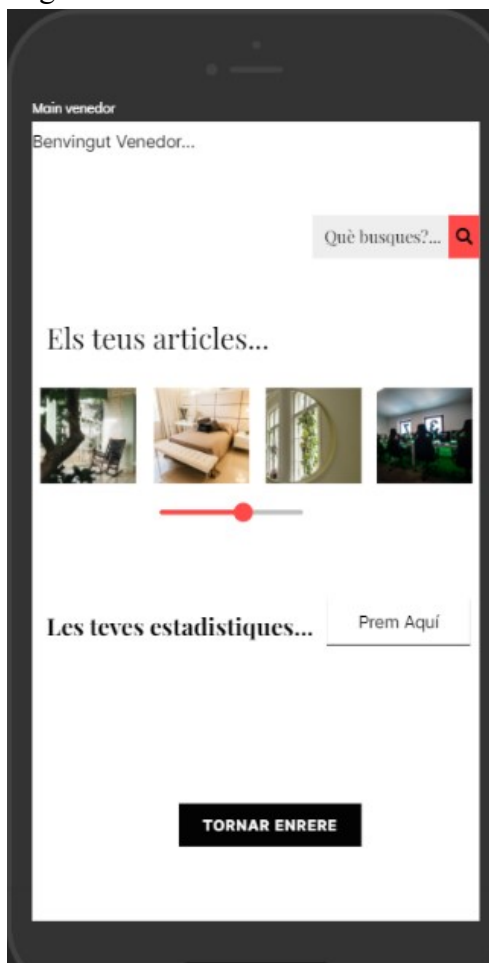 Main venedor
Benvingut Venedor...
Què busques?...
Els teus articles...
Les teves estadistiques...
Prem Aquí
TORNAR ENRERE